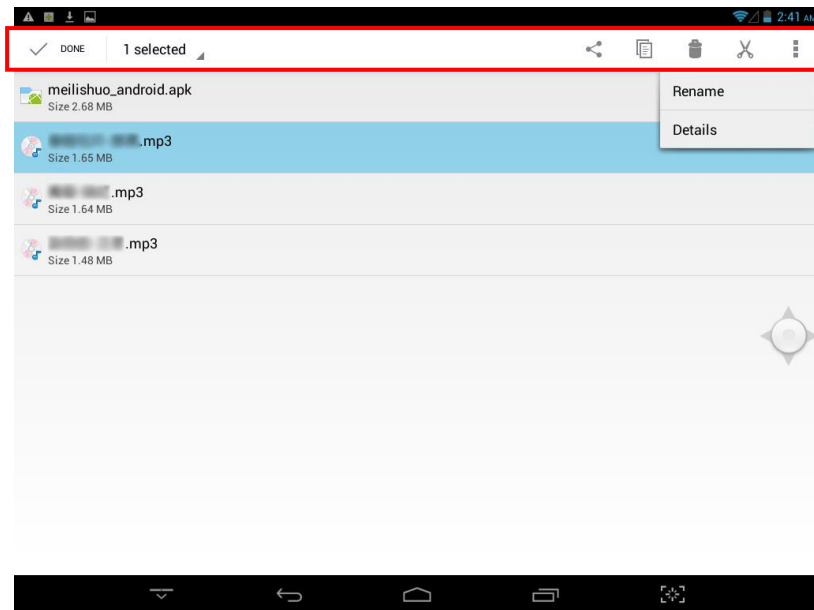 2:41 AM
DONE
1 selected
meilishuo_android.apk
Size 2.68 MB
Rename
Details
.mp3
Size 1.65 MB
.mp3
Size 1.64 MB
.mp3
Size 1.48 MB